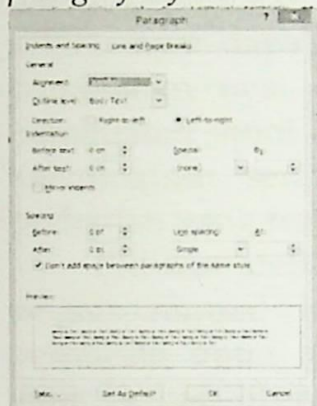 Paragraph ?
Indents and Spacing Line and Page Breaks
General
Alignment:
Outline level: Body Text
Direction: Right-to-left Left-to-right
Indentation
Before text: 0 cm Special: By:
After text: 0 cm (none)
Mirror indents
Spacing
Before: 0 pt Line spacing: At:
After: 0 pt Single
Don't add space between paragraphs of the same style
Preview
Tabs... Set As Default OK Cancel